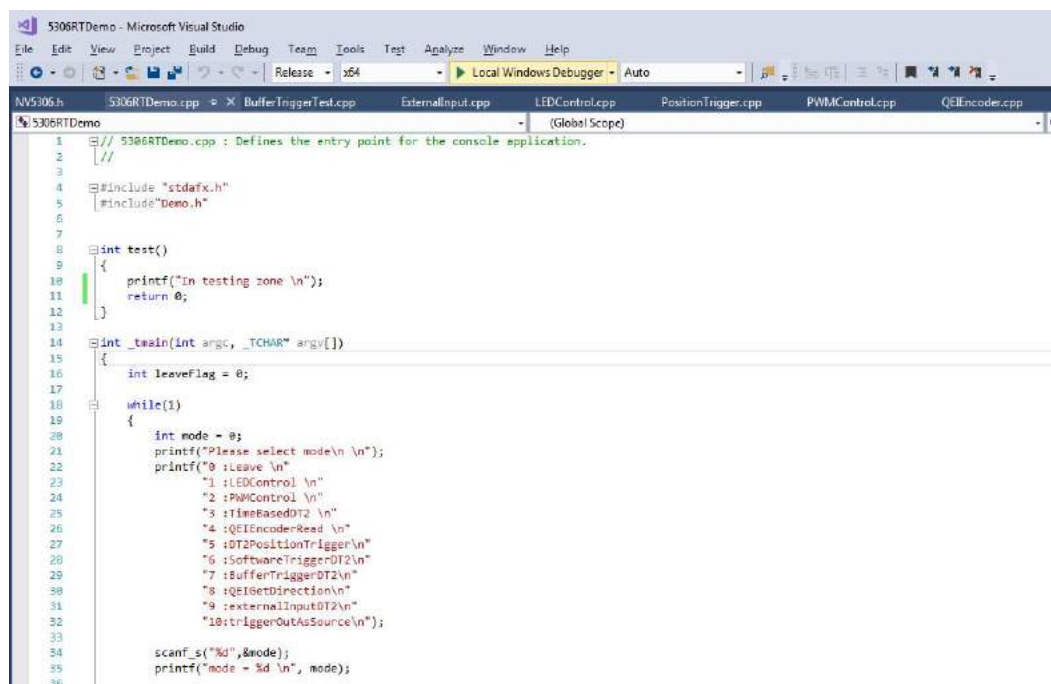 5306RTDemo - Microsoft Visual Studio
File Edit View Project Build Debug Team Tools Test Analyze Window Help
Release x64 Local Windows Debugger Auto
NV5306.h 5306RTDemo.cpp BufferTriggerTest.cpp ExternalInput.cpp LEDControl.cpp PositionTrigger.cpp PWMControl.cpp QEIEncoder.cpp
5306RTDemo (Global Scope)
1 // 5306RTDemo.cpp : Defines the entry point for the console application.
2 //
3
4 #include "stdafx.h"
5 #include"Demo.h"
6
7
8 int test()
9 {
10 printf("In testing zone \n");
11 return 0;
12 }
13
14 int _tmain(int argc, _TCHAR* argv[])
15 {
16 int leaveFlag = 0;
17
18 while(1)
19 {
20 int mode = 0;
21 printf("Please select mode\n \n");
22 printf("0 :Leave \n"
23 "1 :LEDControl \n"
24 "2 :PWMControl \n"
25 "3 :TimeBasedDT2 \n"
26 "4 :QEIEncoderRead \n"
27 "5 :DT2PositionTrigger\n"
28 "6 :SoftwareTriggerDT2\n"
29 "7 :BufferTriggerDT2\n"
30 "8 :QEIGetDirection\n"
31 "9 :externalInputDT2\n"
32 "10:triggerOutAsSource\n");
33
34 scanf_s("%d",&mode);
35 printf("mode = %d \n", mode);
36